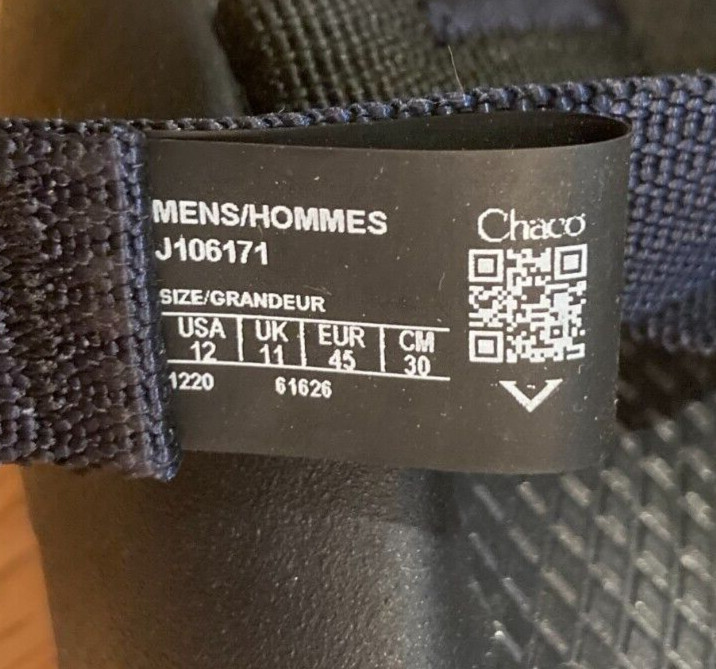 MENS/HOMMES
J106171
SIZE/GRANDEUR
USA UK EUR CM
12 11 45 30
1220 61626
Chaco